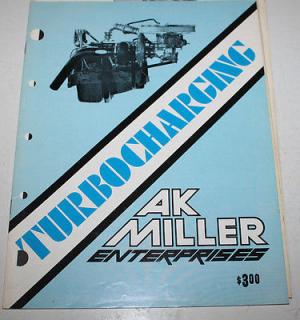 TURBOCHARGING
AK
MILLER
ENTERPRISES
$3.00